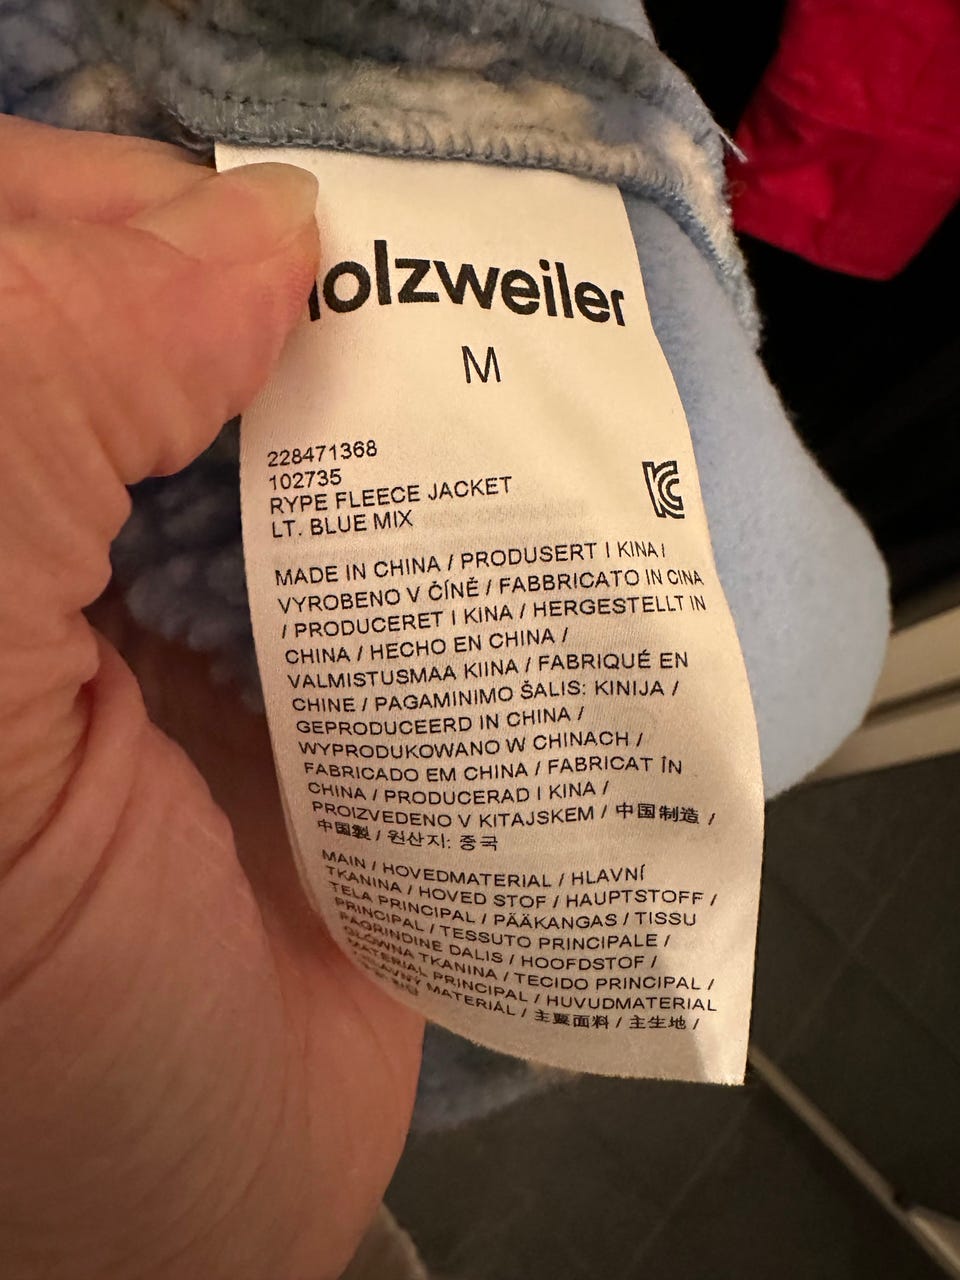 holzweiler
M
228471368
102735
RYPE FLEECE JACKET
LT. BLUE MIX
MADE IN CHINA / PRODUSERT I KINA /
VYROBENO V ČÍNĚ / FABBRICATO IN CINA
/ PRODUCERET I KINA / HERGESTELLT IN
CHINA / HECHO EN CHINA /
VALMISTUSMAA KIINA / FABRIQUÉ EN
CHINE / PAGAMINIMO ŠALIS: KINIJA /
GEPRODUCEERD IN CHINA /
WYPRODUKOWANO W CHINACH /
FABRICADO EM CHINA / FABRICAT ÎN
CHINA / PRODUCERAD I KINA /
PROIZVEDENO V KITAJSKEM / 中国制造 /
中国製 / 원산지: 중국
MAIN / HOVEDMATERIAL / HLAVNÍ
TKANINA / HOVED STOF / HAUPTSTOFF /
TELA PRINCIPAL / PÄÄKANGAS / TISSU
PRINCIPAL / TESSUTO PRINCIPALE /
PAGRINDINE DALIS / HOOFDSTOF /
GŁÓWNA TKANINA / TECIDO PRINCIPAL /
MATERIAL PRINCIPAL / HUVUDMATERIAL
/ GLAVNY MATERIÁL / 主要面料 / 主生地 /